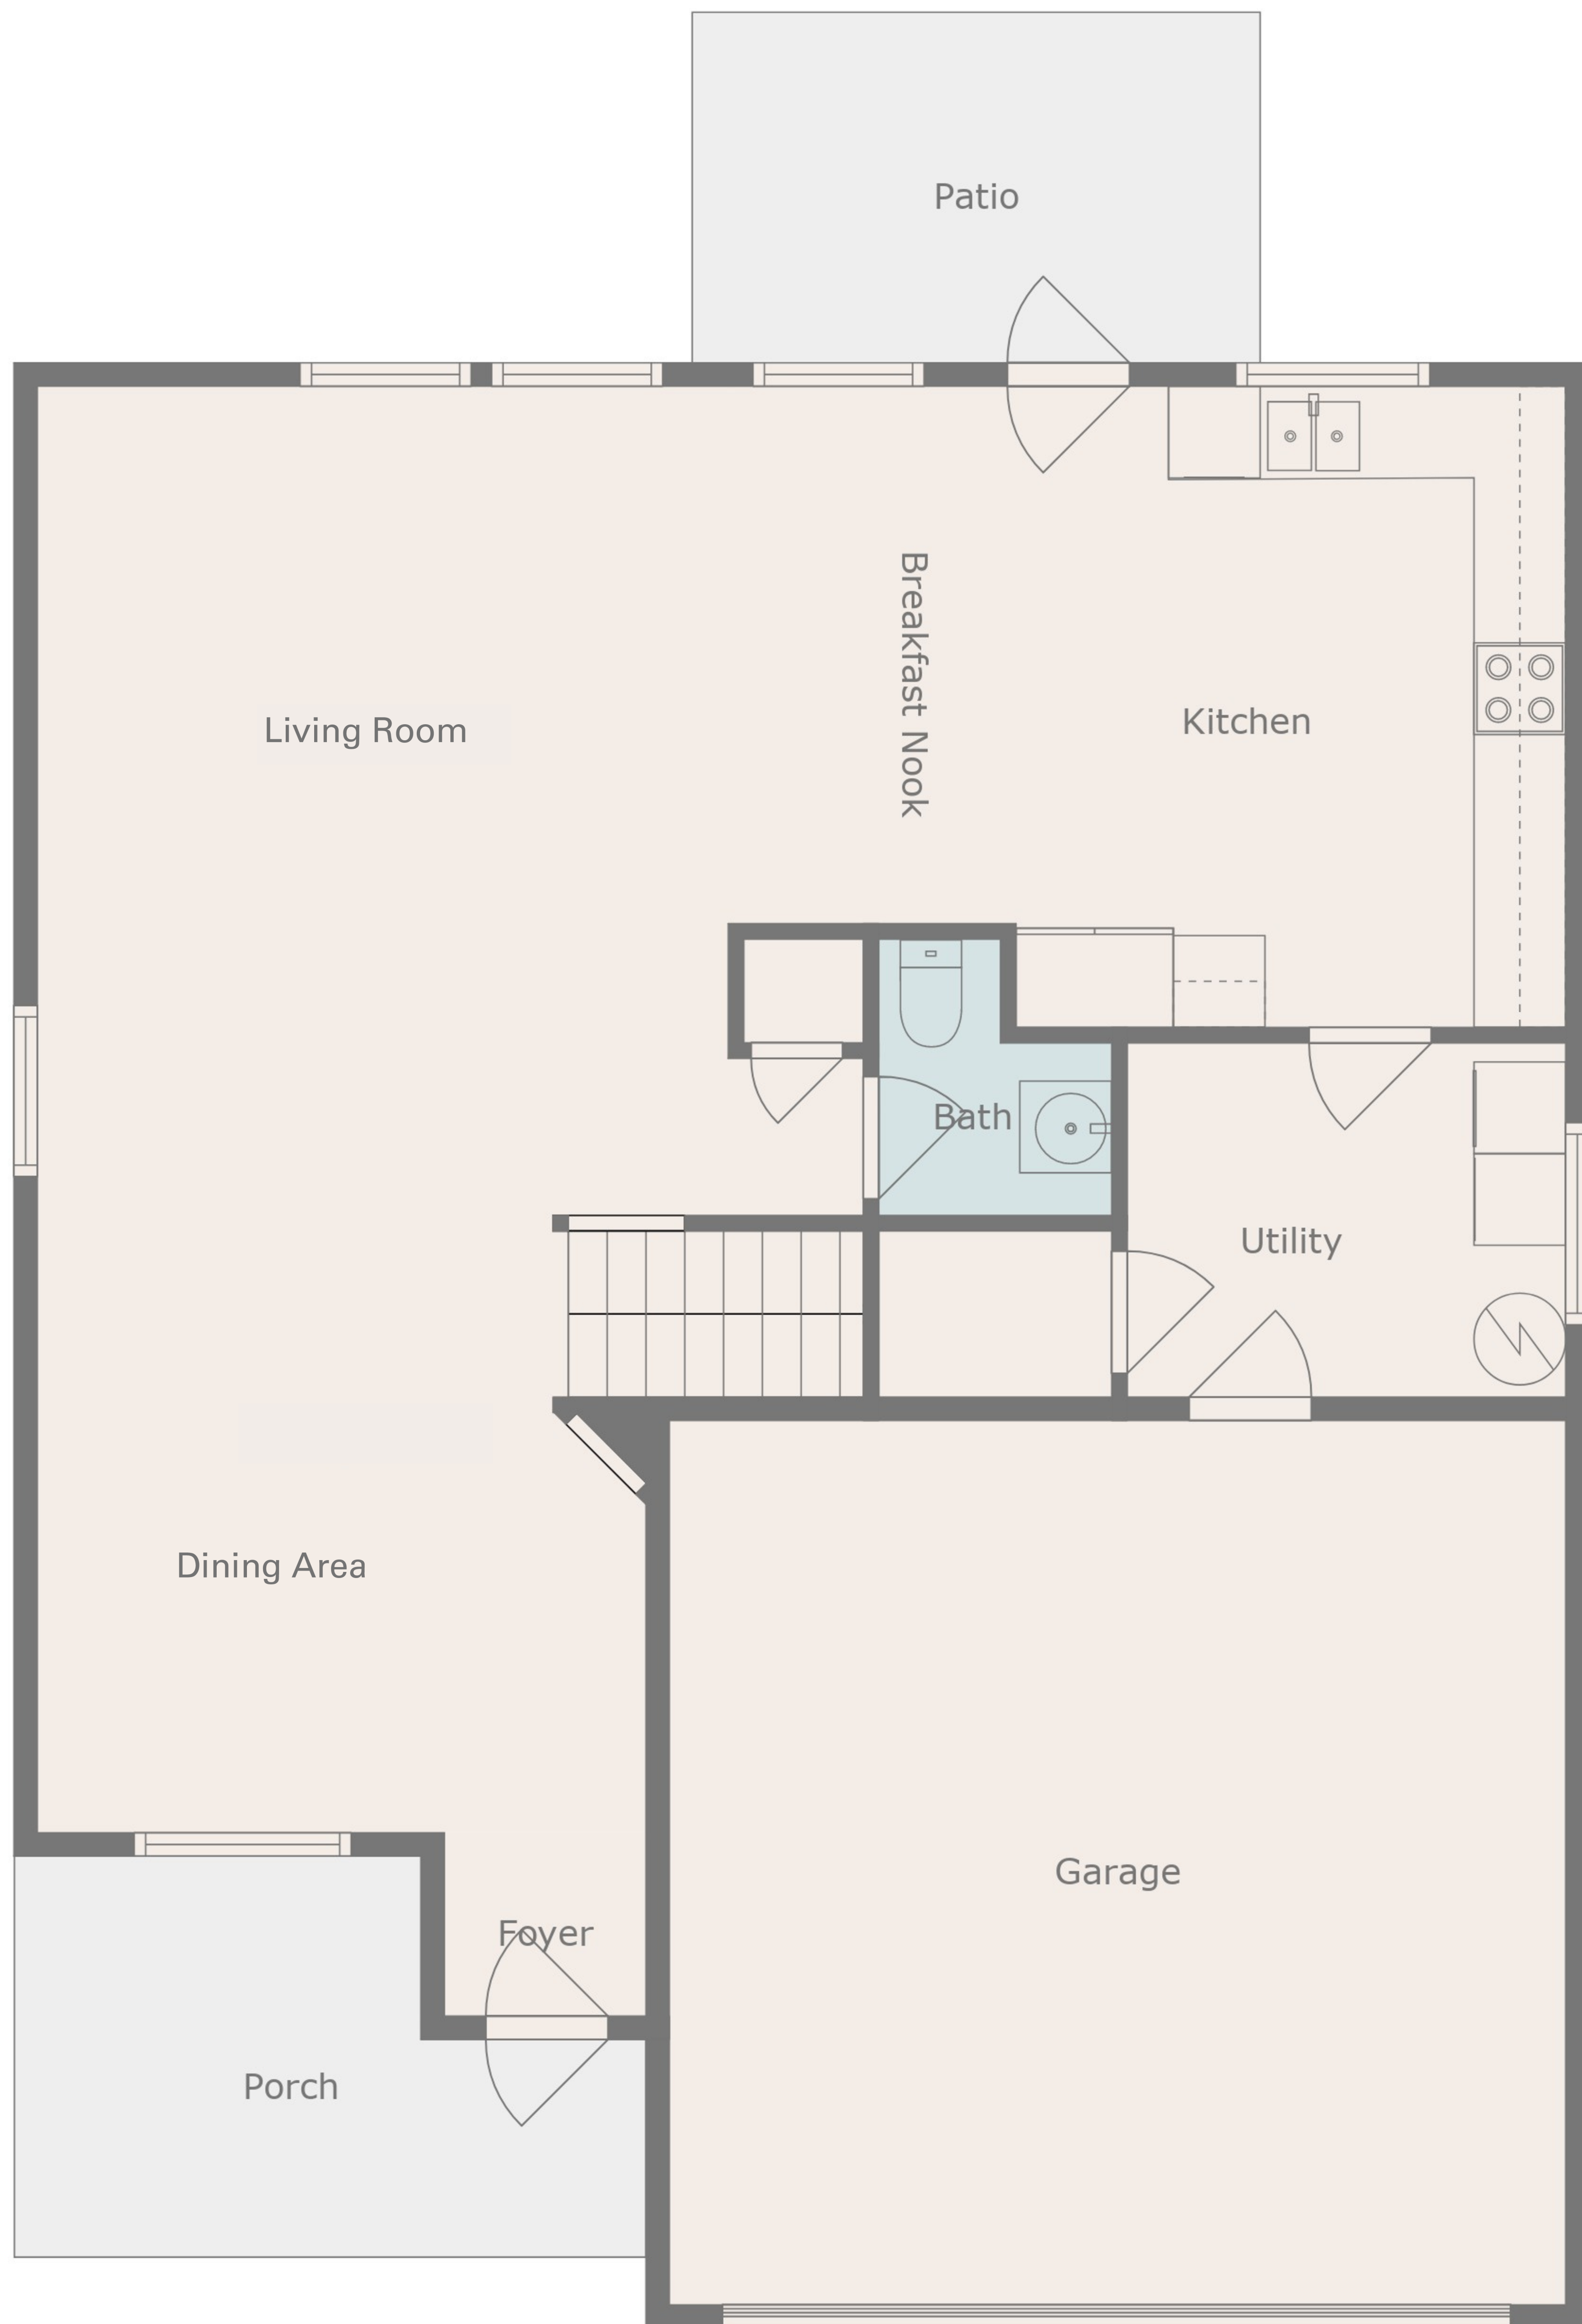 Patio
Breakfast Nook
Living Room
Kitchen
Bath
Utility
Dining Area
Garage
Foyer
Porch